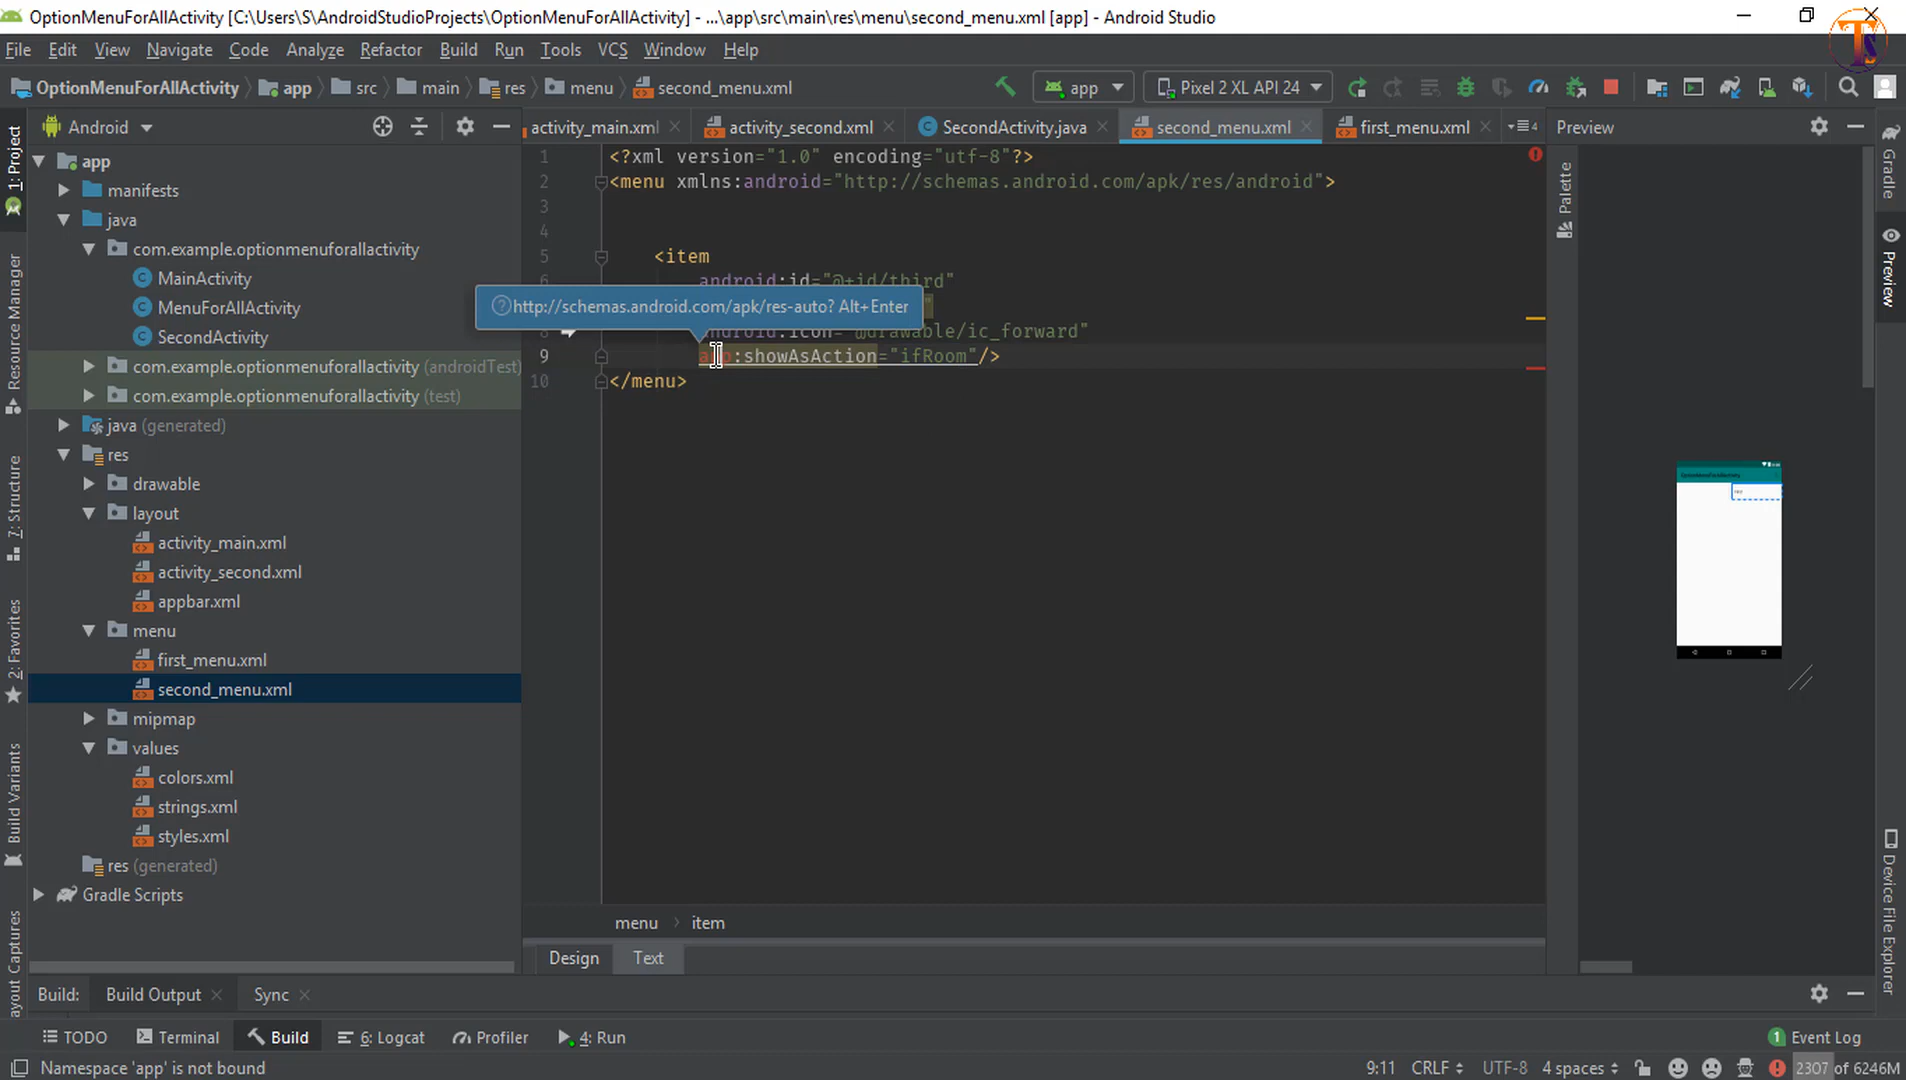 OptionMenuForAllActivity [C:\Users\S\AndroidStudioProjects\OptionMenuForAllActivity] - ...\app\src\main\res\menu\second_menu.xml [app] - Android Studio
File Edit View Navigate Code Analyze Refactor Build Run Tools VCS Window Help
OptionMenuForAllActivity app src main res menu second_menu.xml app Pixel 2 XL API 24
Android
activity_main.xml activity_second.xml SecondActivity.java second_menu.xml first_menu.xml 4
Preview
1: Project
Resource Manager
7: Structure
2: Favorites
Build Variants
ayout Captures
app
manifests
java
com.example.optionmenuforallactivity
MainActivity
MenuForAllActivity
SecondActivity
com.example.optionmenuforallactivity (androidTest)
com.example.optionmenuforallactivity (test)
java (generated)
res
drawable
layout
activity_main.xml
activity_second.xml
appbar.xml
menu
first_menu.xml
second_menu.xml
mipmap
values
colors.xml
strings.xml
styles.xml
res (generated)
Gradle Scripts
1 <?xml version="1.0" encoding="utf-8"?>
2 <menu xmlns:android="http://schemas.android.com/apk/res/android">
3
4
5 <item
android:id="@+id/third"
http://schemas.android.com/apk/res-auto? Alt+Enter
"
android:icon="@drawable/ic_forward"
9 app:showAsAction="ifRoom"/>
10 </menu>
menu item
Design Text
Palette
Gradle
Preview
Device File Explorer
Build: Build Output Sync
TODO Terminal Build 6: Logcat Profiler 4: Run 1 Event Log
Namespace 'app' is not bound 9:11 CRLF UTF-8 4 spaces 2307 of 6246M